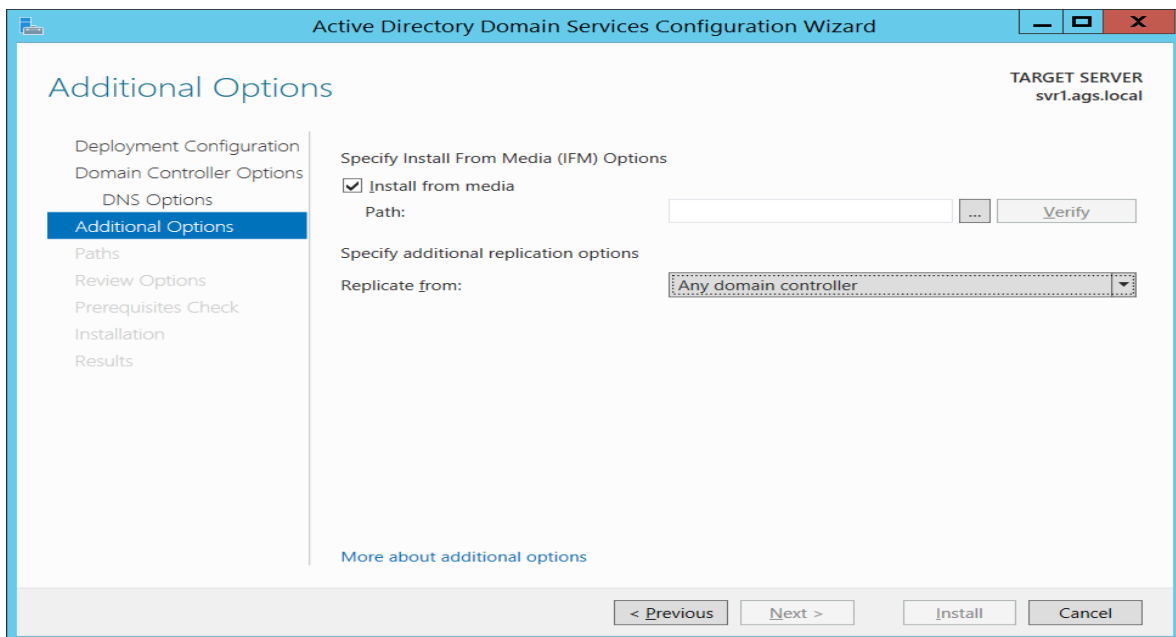 Active Directory Domain Services Configuration Wizard
Additional Options
TARGET SERVER
svr1.ags.local
Deployment Configuration
Domain Controller Options
DNS Options
Additional Options
Paths
Review Options
Prerequisites Check
Installation
Results
Specify Install From Media (IFM) Options
Install from media
Path:
...
Verify
Specify additional replication options
Replicate from:
Any domain controller
More about additional options
< Previous
Next >
Install
Cancel